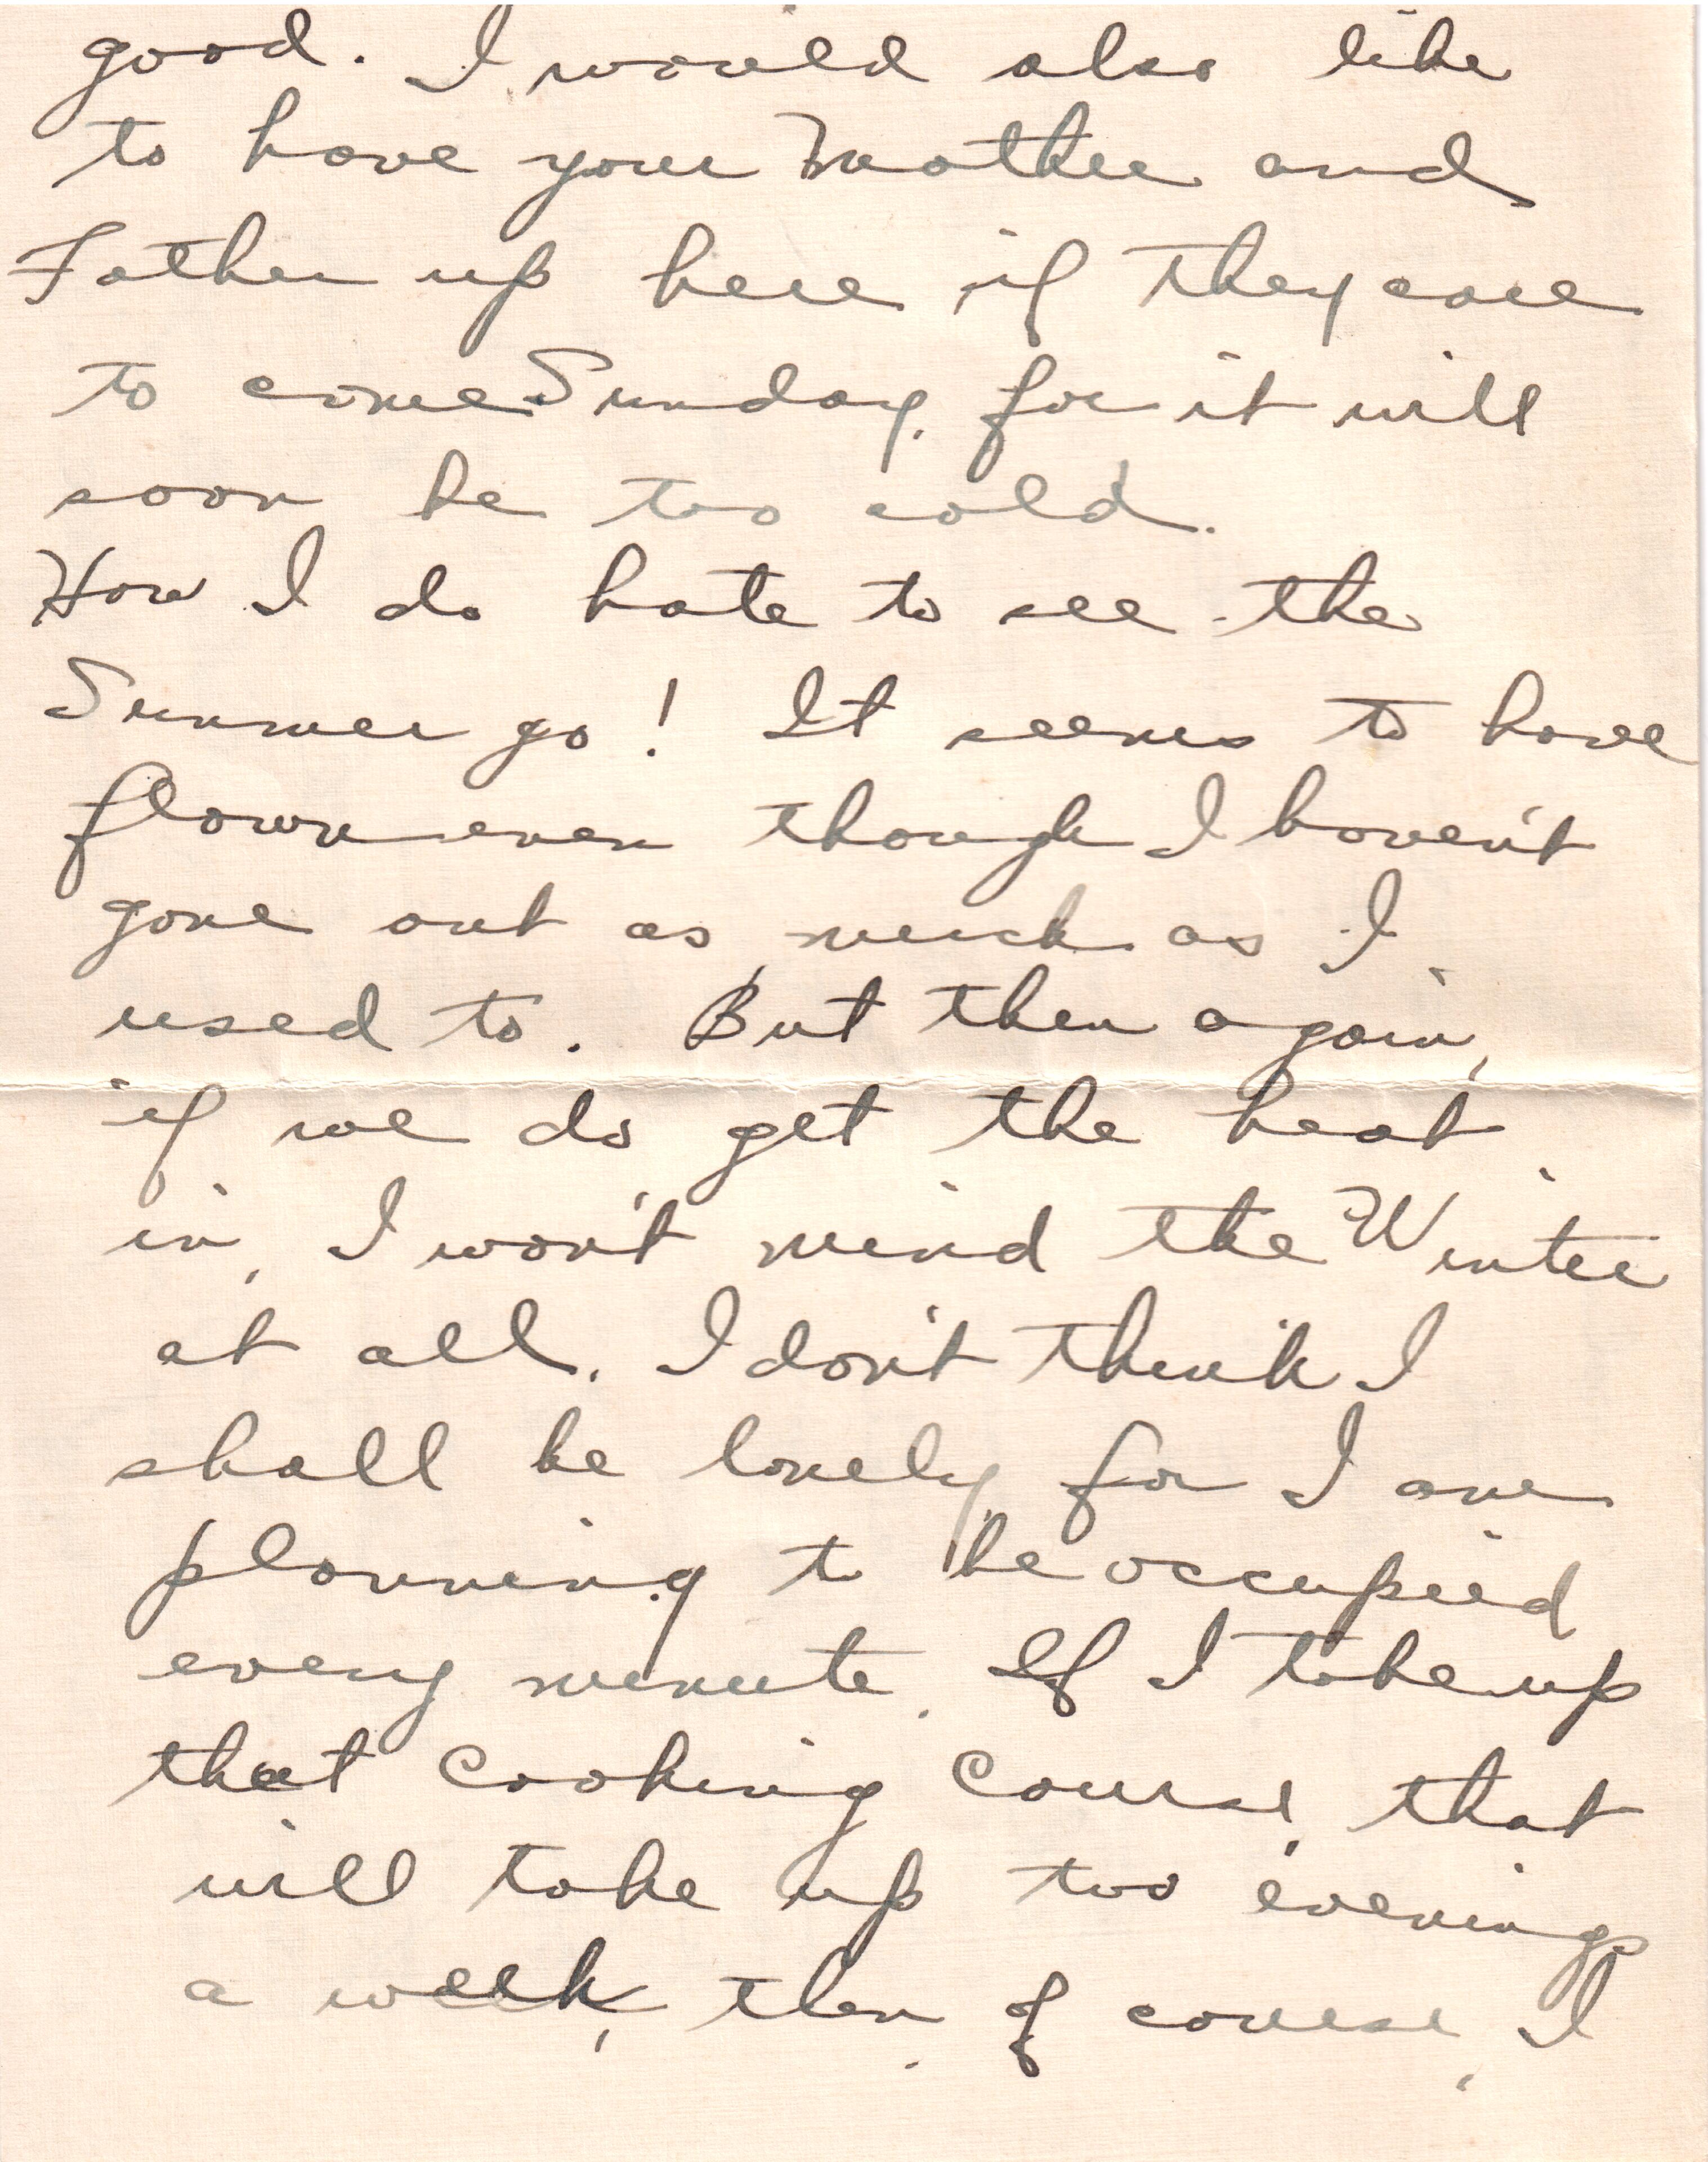 good. I would also like
to have your Mother and
Father up here if they care
to come Sunday, for it will
soon be too cold.
How I do hate to see the
Summer go! It seems to have
flown even though I haven't
gone out as much as I
used to. But then again,
if we do get the heat
in, I won't mind the Winter
at all. I don't think I
shall be lonely for I am
planning to be occupied
every minute. If I take up
that Cooking Course, that
will take up two evenings
a week, then, of course, I